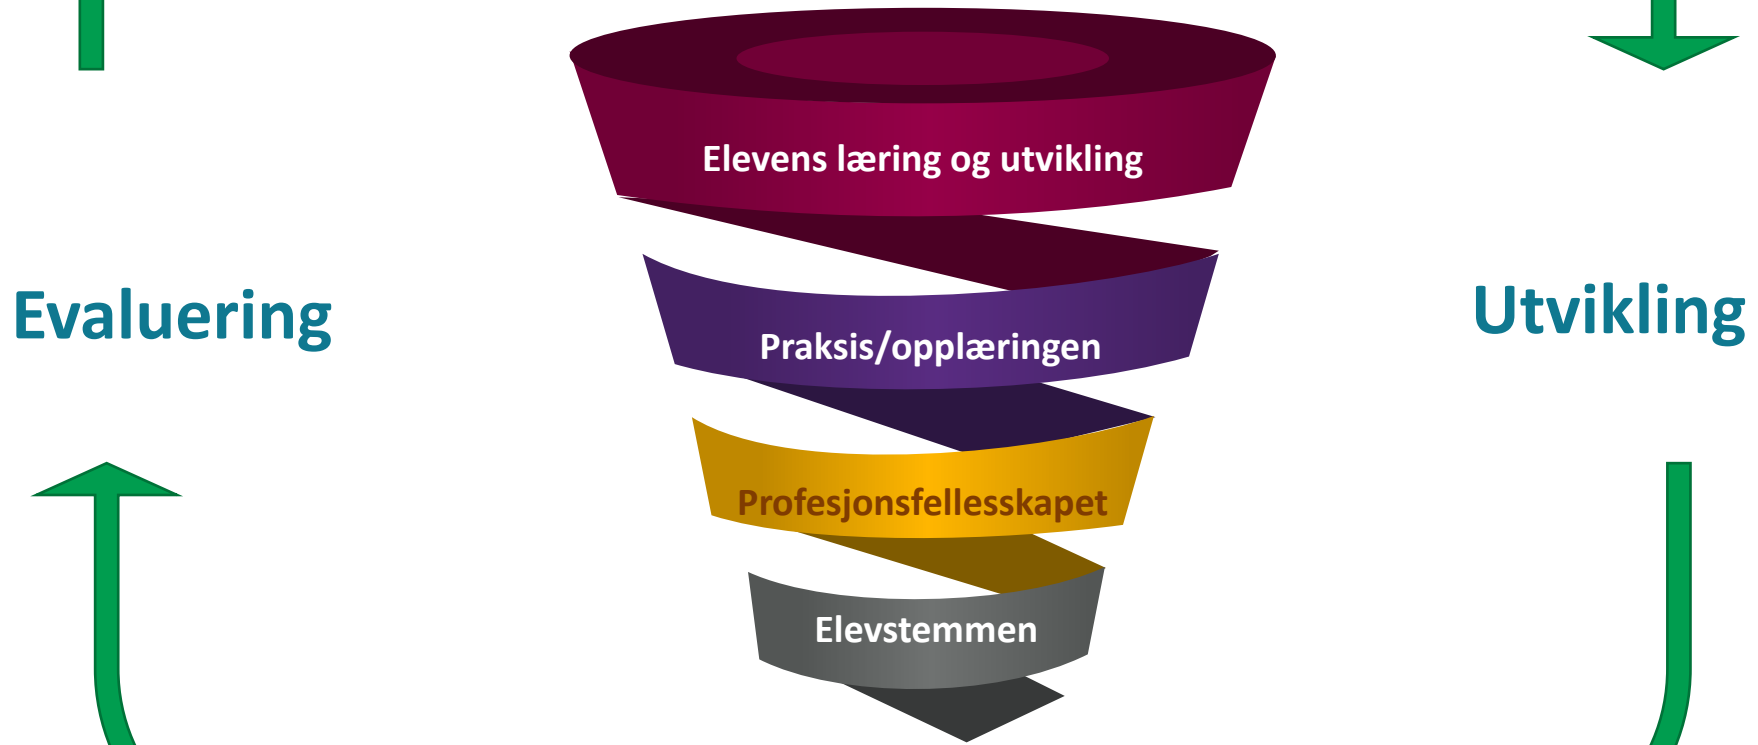 Elevens læring og utvikling
Evaluering
Utvikling
Praksis/opplæringen
Profesjonsfellesskapet
Elevstemmen